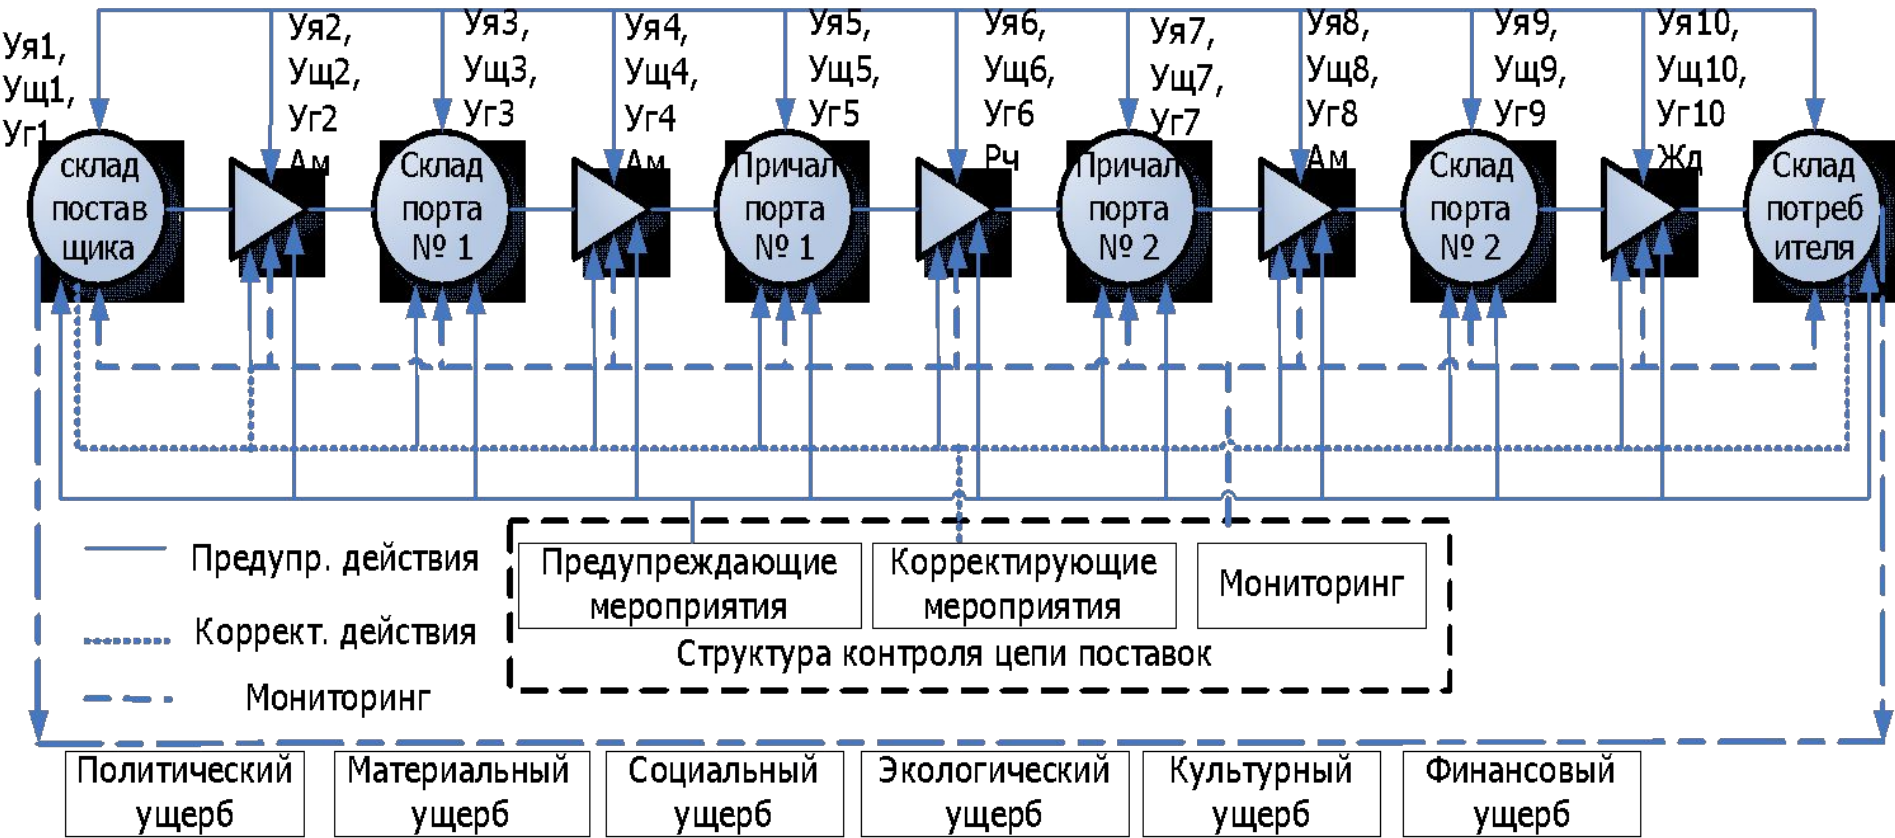 Уя1,
Ущ1,
Уг1
Уя2,
Ущ2,
Уг2
Ам
Уя3,
Ущ3,
Уг3
Уя4,
Ущ4,
Уг4
Ам
Уя5,
Ущ5,
Уг5
Уя6,
Ущ6,
Уг6
Рч
Уя7,
Ущ7,
Уг7
Уя8,
Ущ8,
Уг8
Ам
Уя9,
Ущ9,
Уг9
Уя10,
Ущ10,
Уг10
Жд
склад
постав
щика
Склад
порта
№ 1
Причал
порта
№ 1
Причал
порта
№ 2
Склад
порта
№ 2
Склад
потреб
ителя
Предупр. действия
Коррект. действия
Мониторинг
Предупреждающие
мероприятия
Корректирующие
мероприятия
Мониторинг
Структура контроля цепи поставок
Политический
ущерб
Материальный
ущерб
Социальный
ущерб
Экологический
ущерб
Культурный
ущерб
Финансовый
ущерб